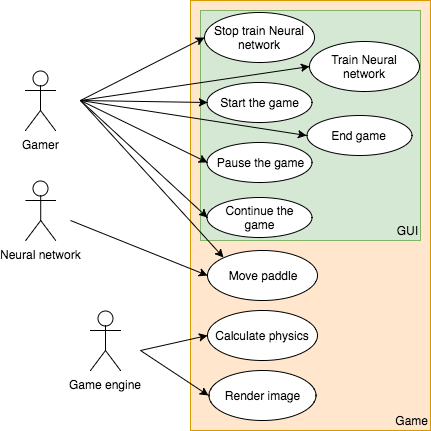 Stop train Neural
network
Train Neural
network
Start the game
End game
Gamer
Pause the game
Continue the
game
GUI
Neural network
Move paddle
Calculate physics
Game engine
Render image
Game